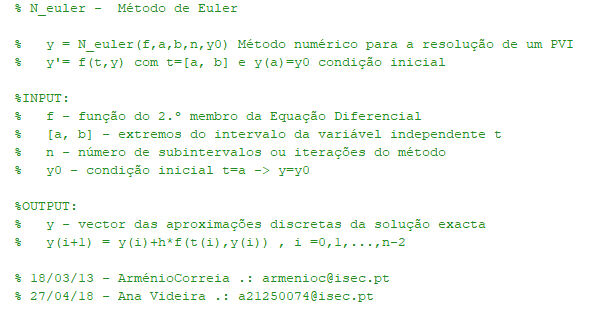 % N_euler - Método de Euler
% y = N_euler(f,a,b,n,y0) Método numérico para a resolução de um PVI
% y'= f(t,y) com t=[a, b] e y(a)=y0 condição inicial
%INPUT:
% f - função do 2.º membro da Equação Diferencial
% [a, b] - extremos do intervalo da variável independente t
% n - número de subintervalos ou iterações do método
% y0 - condição inicial t=a -> y=y0
%OUTPUT:
% y - vector das aproximações discretas da solução exacta
% y(i+1) = y(i)+h*f(t(i),y(i)) , i =0,1,...,n-2
% 18/03/13 - ArménioCorreia .: armenioc@isec.pt
% 27/04/18 - Ana Videira .: a21250074@isec.pt